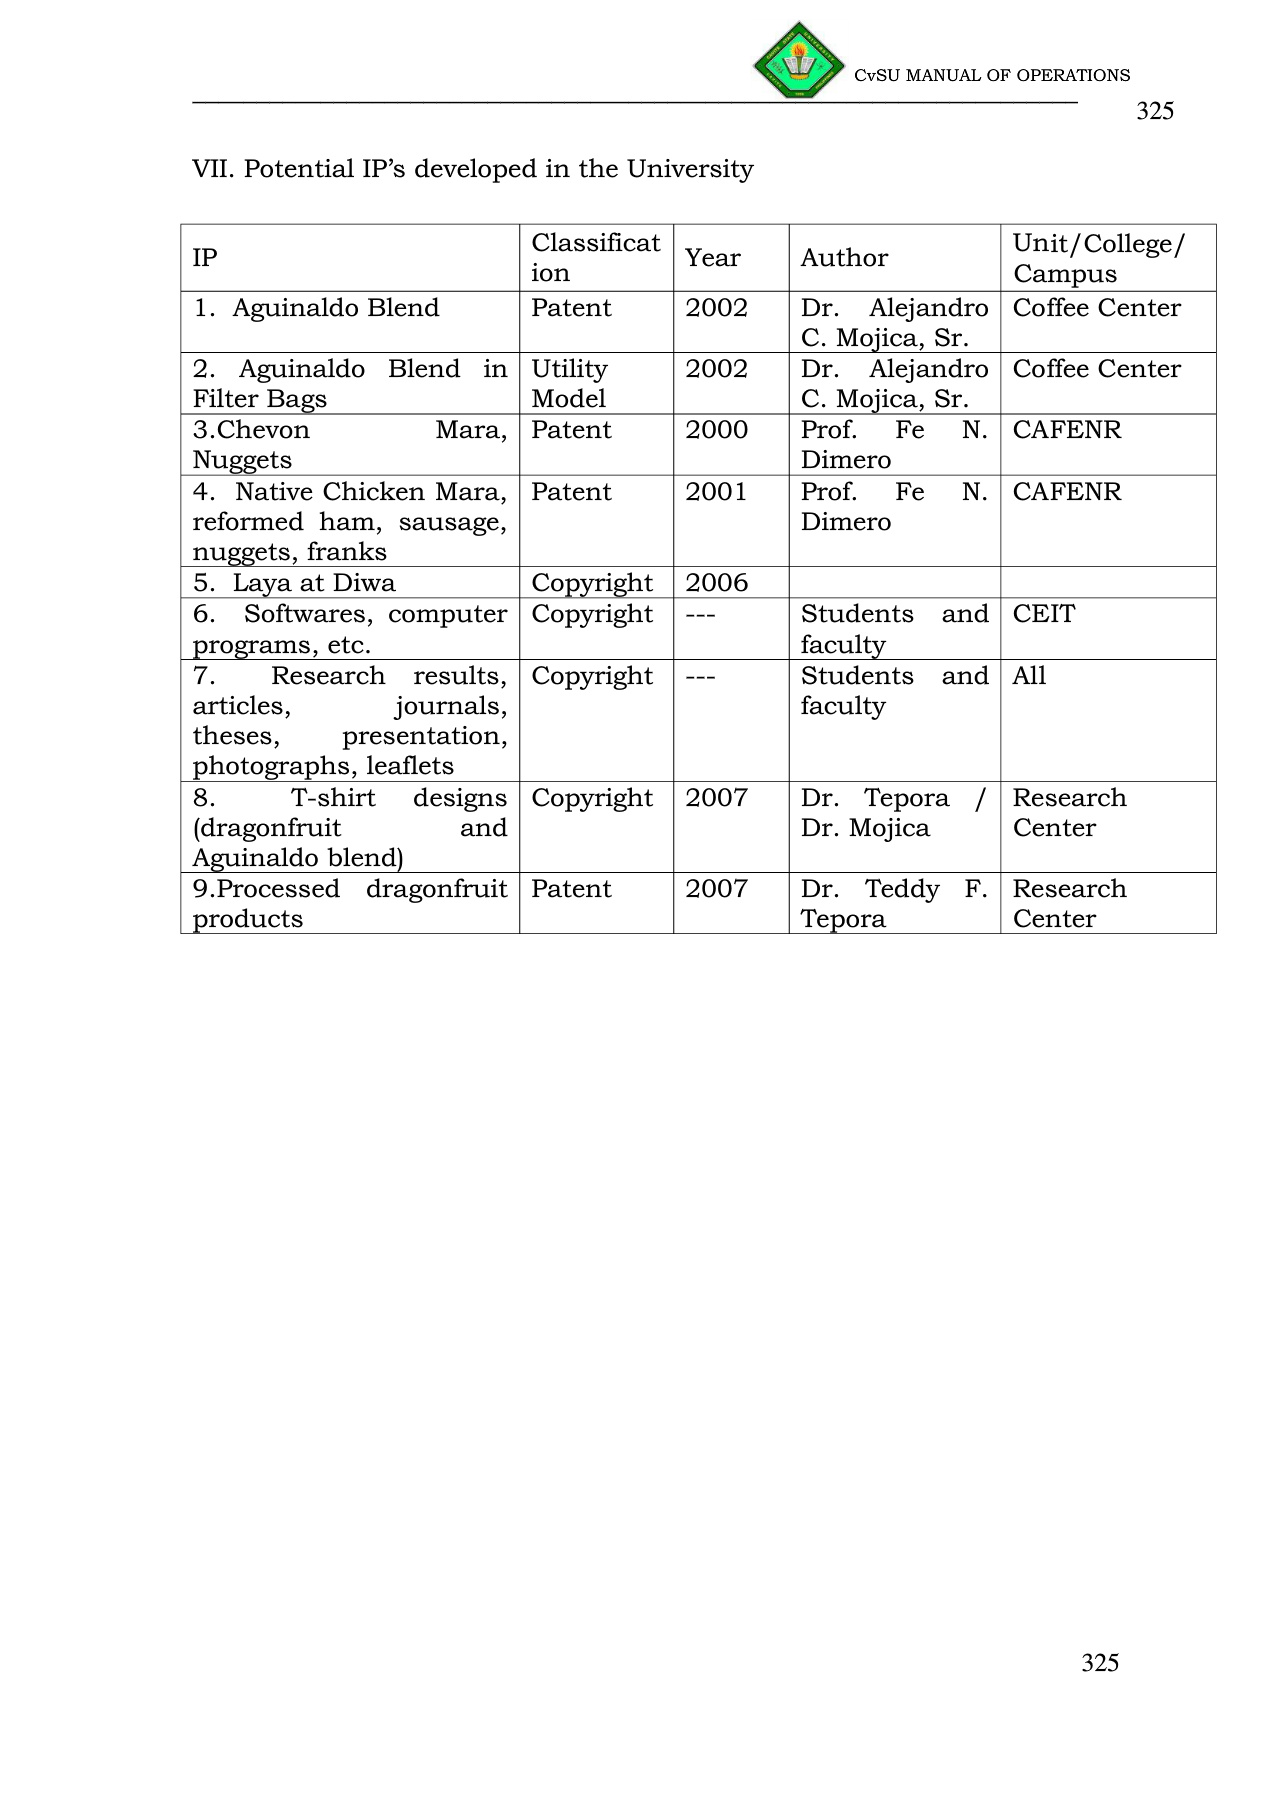 CvSU MANUAL OF OPERATIONS
325
VII. Potential IP’s developed in the University
IP
Classificat
ion
Year
Author
Unit/College/
Campus
1. Aguinaldo Blend
Patent
2002
Dr. Alejandro
C. Mojica, Sr.
Coffee Center
2. Aguinaldo Blend in
Filter Bags
Utility
Model
2002
Dr. Alejandro
C. Mojica, Sr.
Coffee Center
3.Chevon Mara,
Nuggets
Patent
2000
Prof. Fe N.
Dimero
CAFENR
4. Native Chicken Mara,
reformed ham, sausage,
nuggets, franks
Patent
2001
Prof. Fe N.
Dimero
CAFENR
5. Laya at Diwa
Copyright
2006
6. Softwares, computer
programs, etc.
Copyright
---
Students and
faculty
CEIT
7. Research results,
articles, journals,
theses, presentation,
photographs, leaflets
Copyright
---
Students and
faculty
All
8. T-shirt designs
(dragonfruit and
Aguinaldo blend)
Copyright
2007
Dr. Tepora /
Dr. Mojica
Research
Center
9.Processed dragonfruit
products
Patent
2007
Dr. Teddy F.
Tepora
Research
Center
325